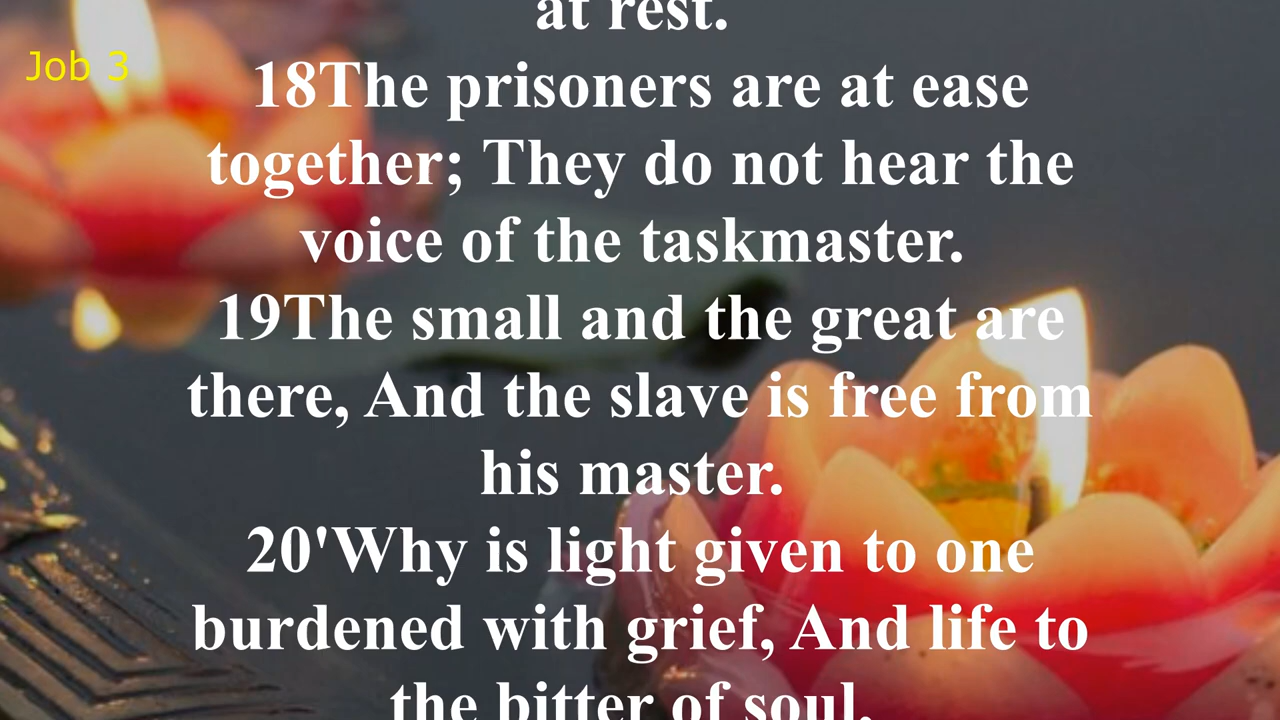 at rest.
Job 3
18The prisoners are at ease
together; They do not hear the
voice of the taskmaster.
19The small and the great are
there, And the slave is free from
his master.
20'Why is light given to one
burdened with grief, And life to
the bitter of soul,